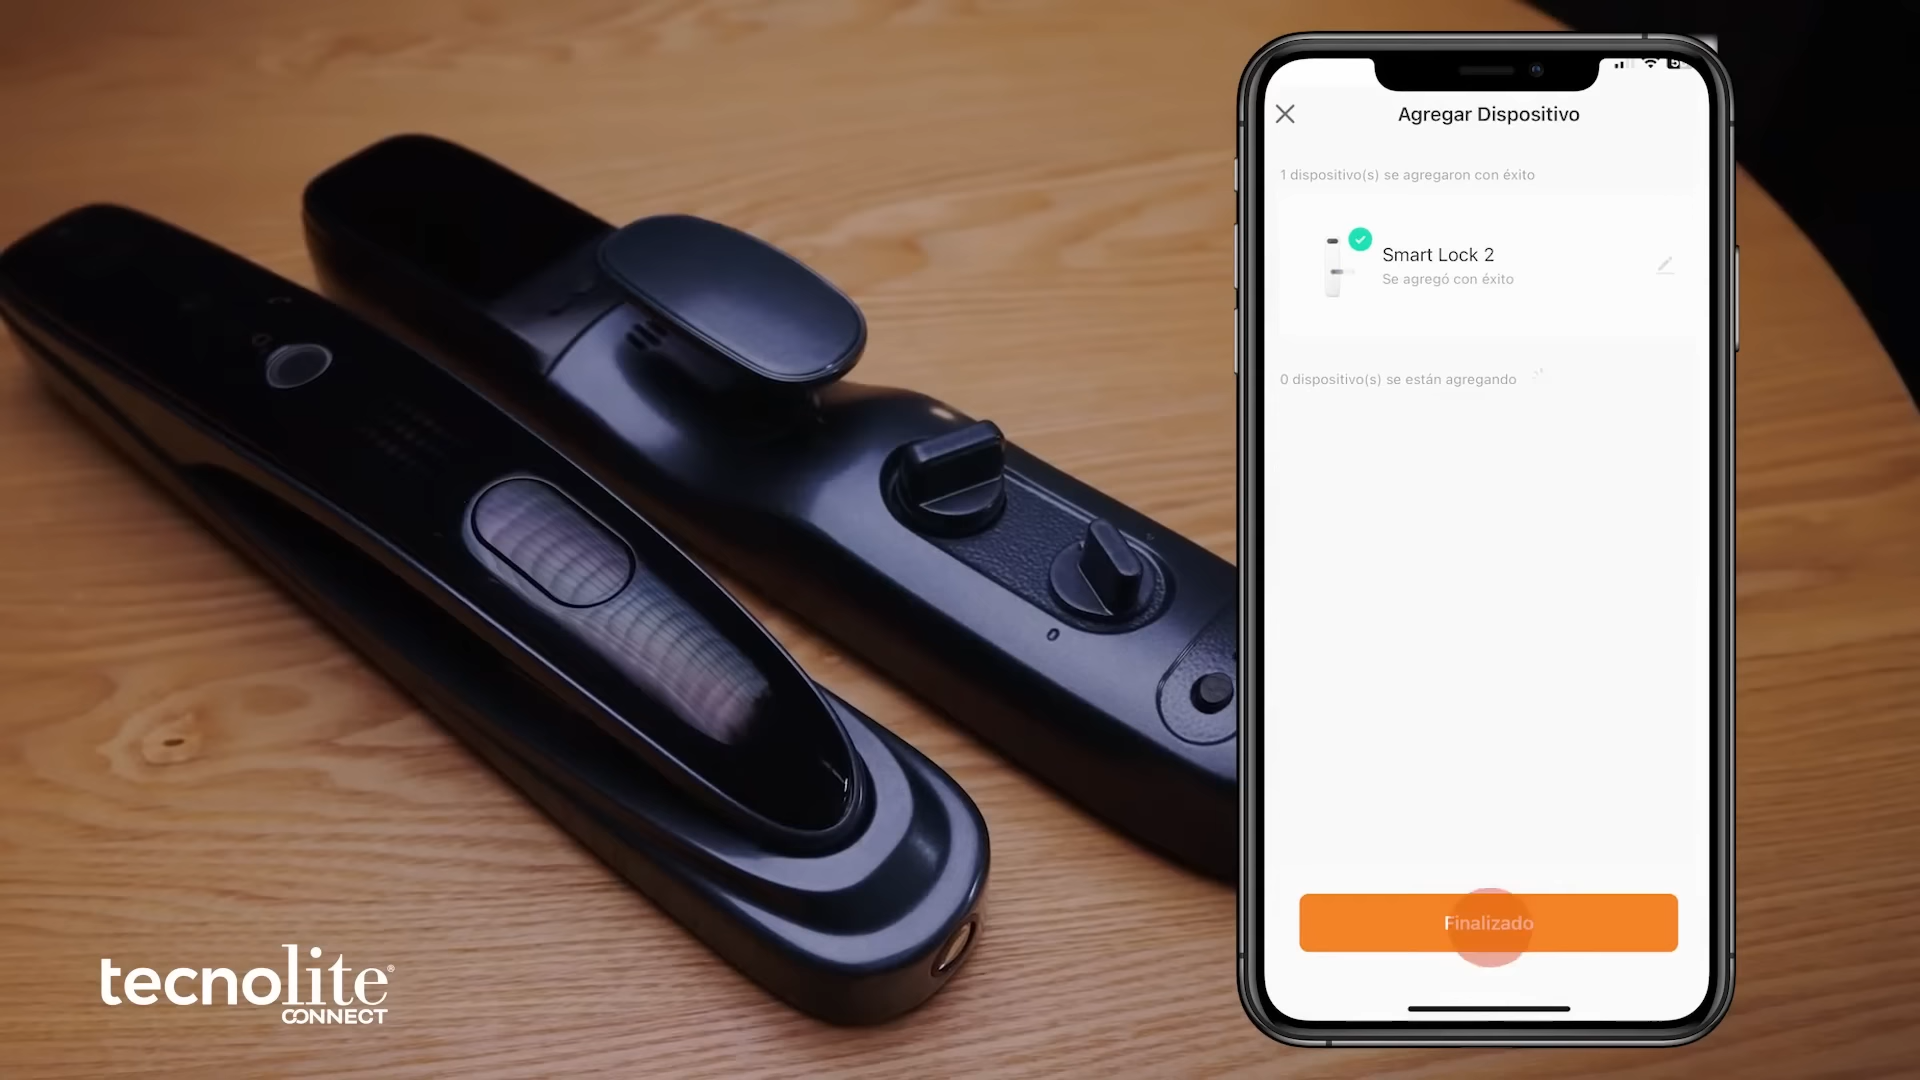 Agregar Dispositivo
1 dispositivo(s) se agregaron con éxito
Smart Lock 2
Se agregó con éxito
0 dispositivo(s) se están agregando
Finalizado
tecnolite®
CONNECT